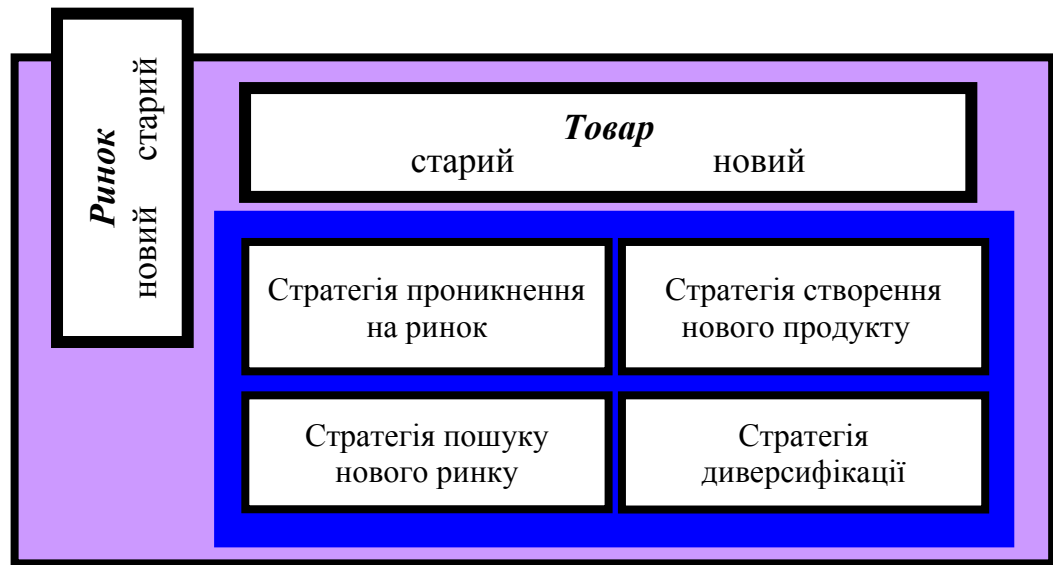 Ринок
новий старий
Товар
старий новий
Стратегія проникнення
на ринок
Стратегія створення
нового продукту
Стратегія пошуку
нового ринку
Стратегія
диверсифікації